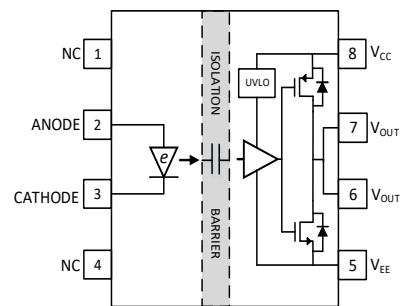 NC 1
ANODE 2
CATHODE 3
NC 4
e
ISOLATION
BARRIER
UVLO
8 VCC
7 VOUT
6 VOUT
5 VEE